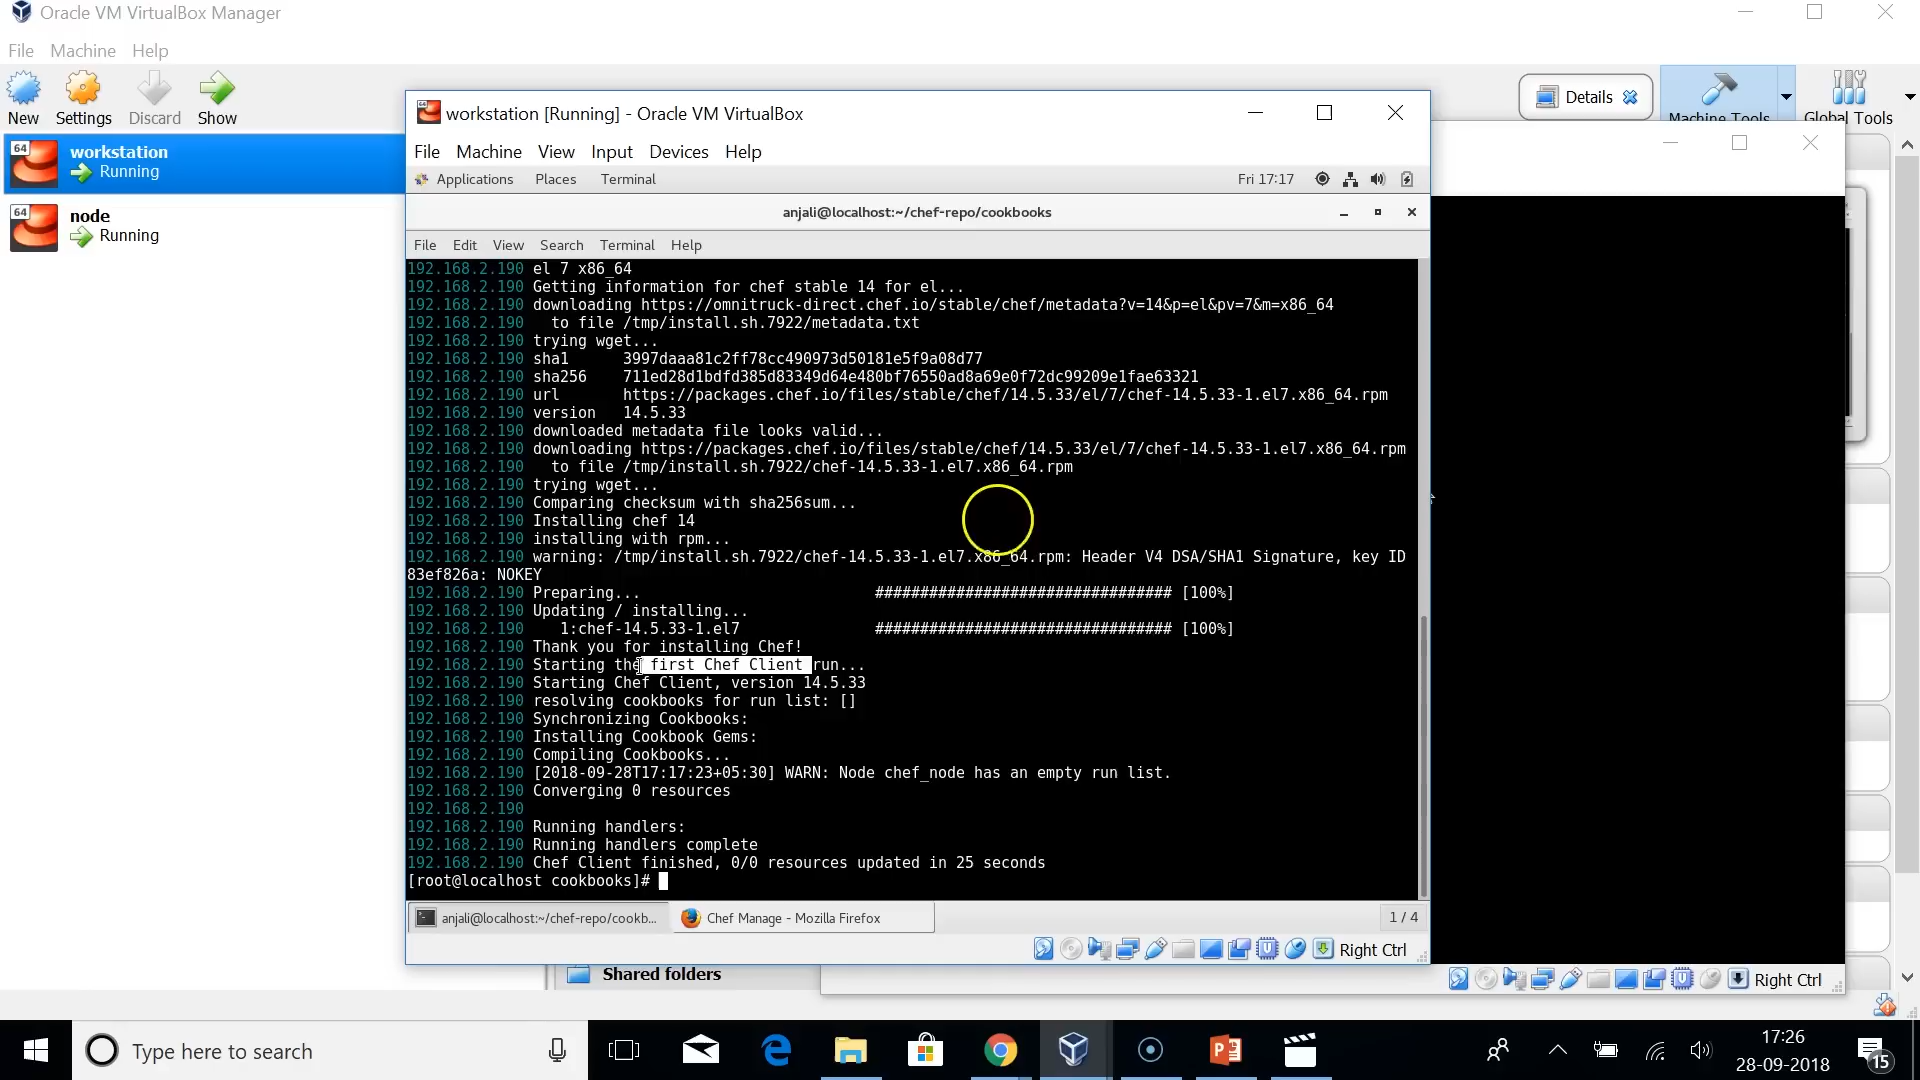 Oracle VM VirtualBox Manager
File Machine Help
New Settings Discard Show
Details
Machine Tools
Global Tools
64 workstation
Running
64 node
Running
workstation [Running] - Oracle VM VirtualBox
File Machine View Input Devices Help
Applications Places Terminal Fri 17:17
anjali@localhost:~/chef-repo/cookbooks
File Edit View Search Terminal Help
192.168.2.190 el 7 x86_64
192.168.2.190 Getting information for chef stable 14 for el...
192.168.2.190 downloading https://omnitruck-direct.chef.io/stable/chef/metadata?v=14&p=el&pv=7&m=x86_64
192.168.2.190 to file /tmp/install.sh.7922/metadata.txt
192.168.2.190 trying wget...
192.168.2.190 sha1 3997daaa81c2ff78cc490973d50181e5f9a08d77
192.168.2.190 sha256 711ed28d1bdfd385d83349d64e480bf76550ad8a69e0f72dc99209e1fae63321
192.168.2.190 url https://packages.chef.io/files/stable/chef/14.5.33/el/7/chef-14.5.33-1.el7.x86_64.rpm
192.168.2.190 version 14.5.33
192.168.2.190 downloaded metadata file looks valid...
192.168.2.190 downloading https://packages.chef.io/files/stable/chef/14.5.33/el/7/chef-14.5.33-1.el7.x86_64.rpm
192.168.2.190 to file /tmp/install.sh.7922/chef-14.5.33-1.el7.x86_64.rpm
192.168.2.190 trying wget...
192.168.2.190 Comparing checksum with sha256sum...
192.168.2.190 Installing chef 14
192.168.2.190 installing with rpm...
192.168.2.190 warning: /tmp/install.sh.7922/chef-14.5.33-1.el7.x86_64.rpm: Header V4 DSA/SHA1 Signature, key ID
83ef826a: NOKEY
192.168.2.190 Preparing... ################################# [100%]
192.168.2.190 Updating / installing...
192.168.2.190 1:chef-14.5.33-1.el7 ################################# [100%]
192.168.2.190 Thank you for installing Chef!
192.168.2.190 Starting the first Chef Client run...
192.168.2.190 Starting Chef Client, version 14.5.33
192.168.2.190 resolving cookbooks for run list: []
192.168.2.190 Synchronizing Cookbooks:
192.168.2.190 Installing Cookbook Gems:
192.168.2.190 Compiling Cookbooks...
192.168.2.190 [2018-09-28T17:17:23+05:30] WARN: Node chef_node has an empty run list.
192.168.2.190 Converging 0 resources
192.168.2.190
192.168.2.190 Running handlers:
192.168.2.190 Running handlers complete
192.168.2.190 Chef Client finished, 0/0 resources updated in 25 seconds
[root@localhost cookbooks]#
anjali@localhost:~/chef-repo/cookb... Chef Manage - Mozilla Firefox 1 / 4
Right Ctrl
Shared folders
Right Ctrl
Type here to search
17:26
28-09-2018
15